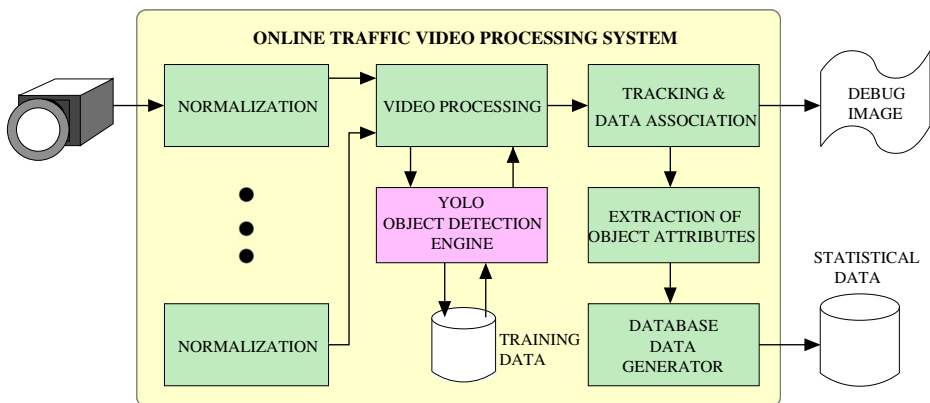 ONLINE TRAFFIC VIDEO PROCESSING SYSTEM
NORMALIZATION
VIDEO PROCESSING
TRACKING &
DATA ASSOCIATION
DEBUG
IMAGE
YOLO
OBJECT DETECTION
ENGINE
EXTRACTION OF
OBJECT ATTRIBUTES
STATISTICAL
DATA
NORMALIZATION
TRAINING
DATA
DATABASE
DATA
GENERATOR